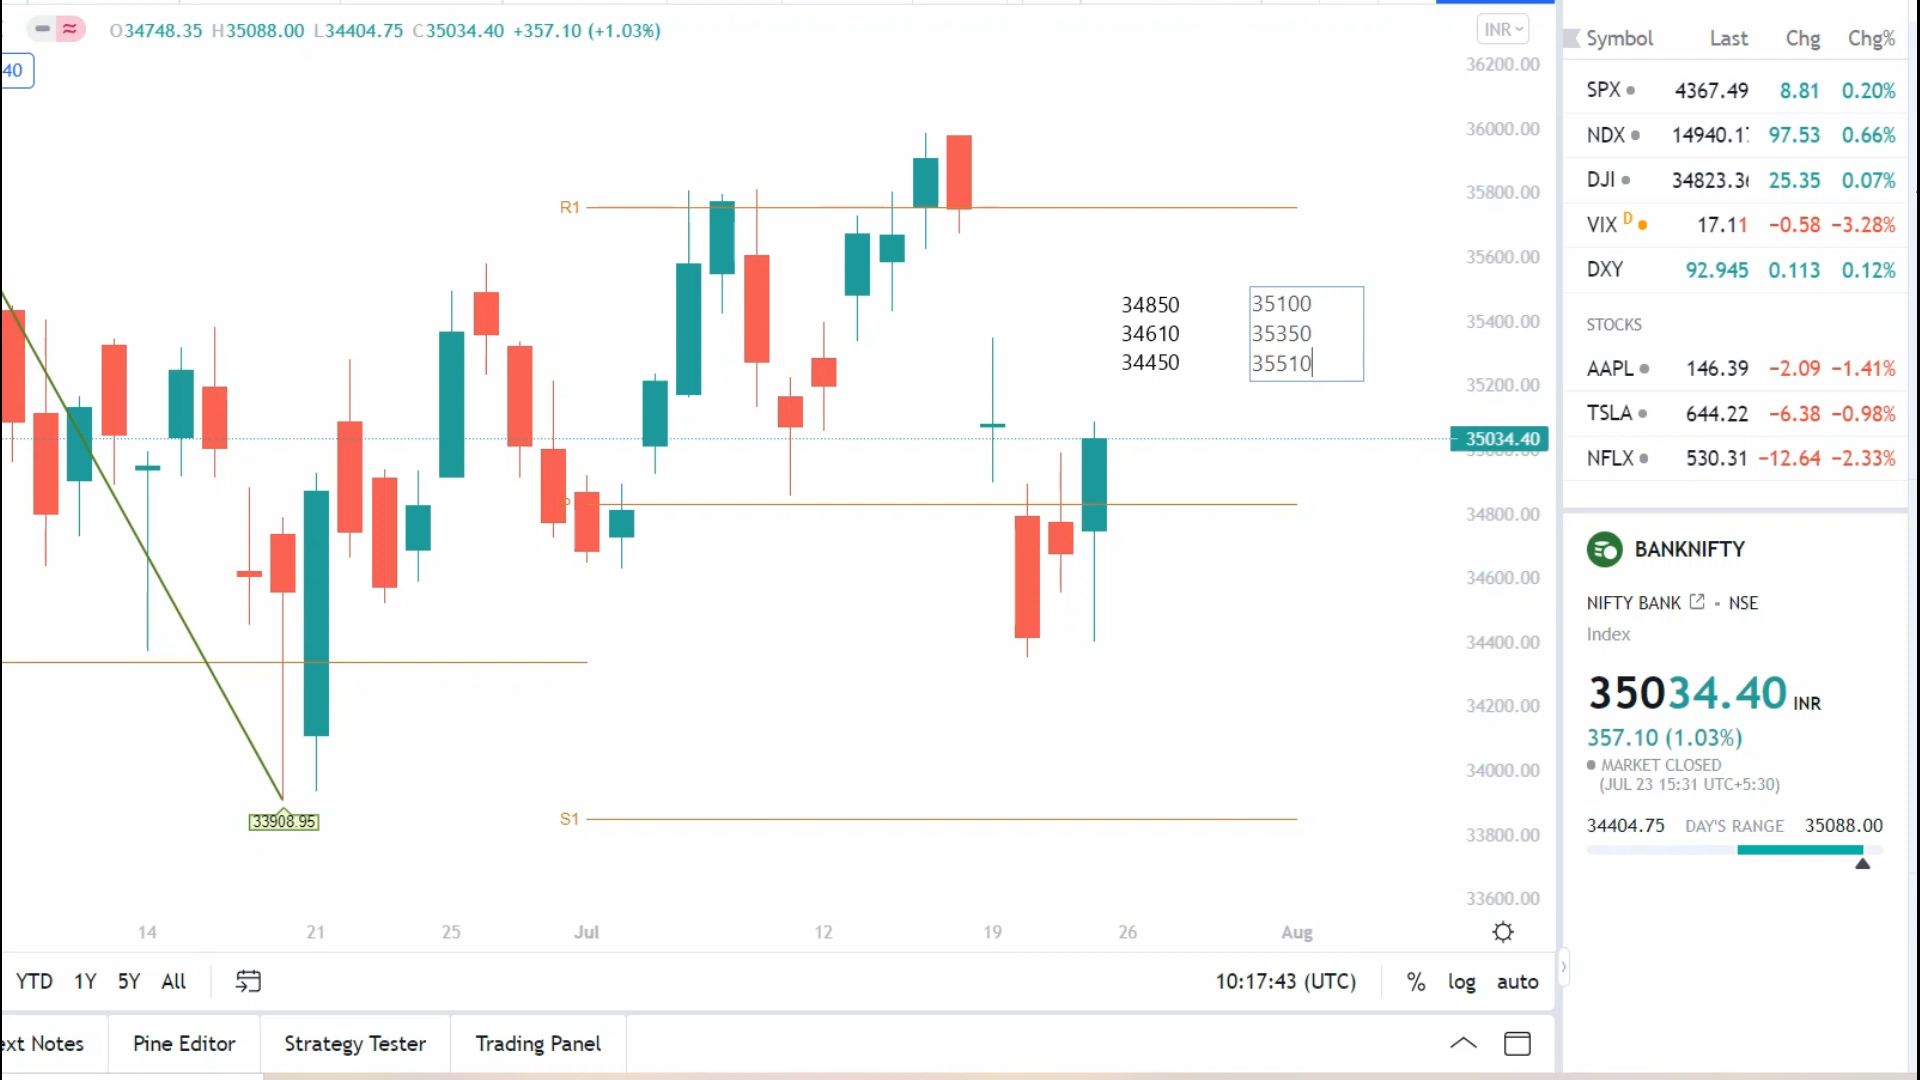 O34748.35 H35088.00 L34404.75 C35034.40 +357.10 (+1.03%)
INR
40
36200.00
36000.00
35800.00
35600.00
35400.00
35200.00
35034.40
34800.00
34600.00
34400.00
34200.00
34000.00
33800.00
33600.00
R1
P
S1
34850
34610
34450
35100
35350
35510
33908.95
14 21 25 Jul 12 19 26 Aug
YTD 1Y 5Y All
10:17:43 (UTC) % log auto
ext Notes Pine Editor Strategy Tester Trading Panel
Symbol Last Chg Chg%
SPX 4367.49 8.81 0.20%
NDX 14940.1 97.53 0.66%
DJI 34823.3 25.35 0.07%
VIX D 17.11 −0.58 −3.28%
DXY 92.945 0.113 0.12%
STOCKS
AAPL 146.39 −2.09 −1.41%
TSLA 644.22 −6.38 −0.98%
NFLX 530.31 −12.64 −2.33%
BANKNIFTY
NIFTY BANK - NSE
Index
35034.40 INR
357.10 (1.03%)
MARKET CLOSED
(JUL 23 15:31 UTC+5:30)
34404.75 DAY'S RANGE 35088.00